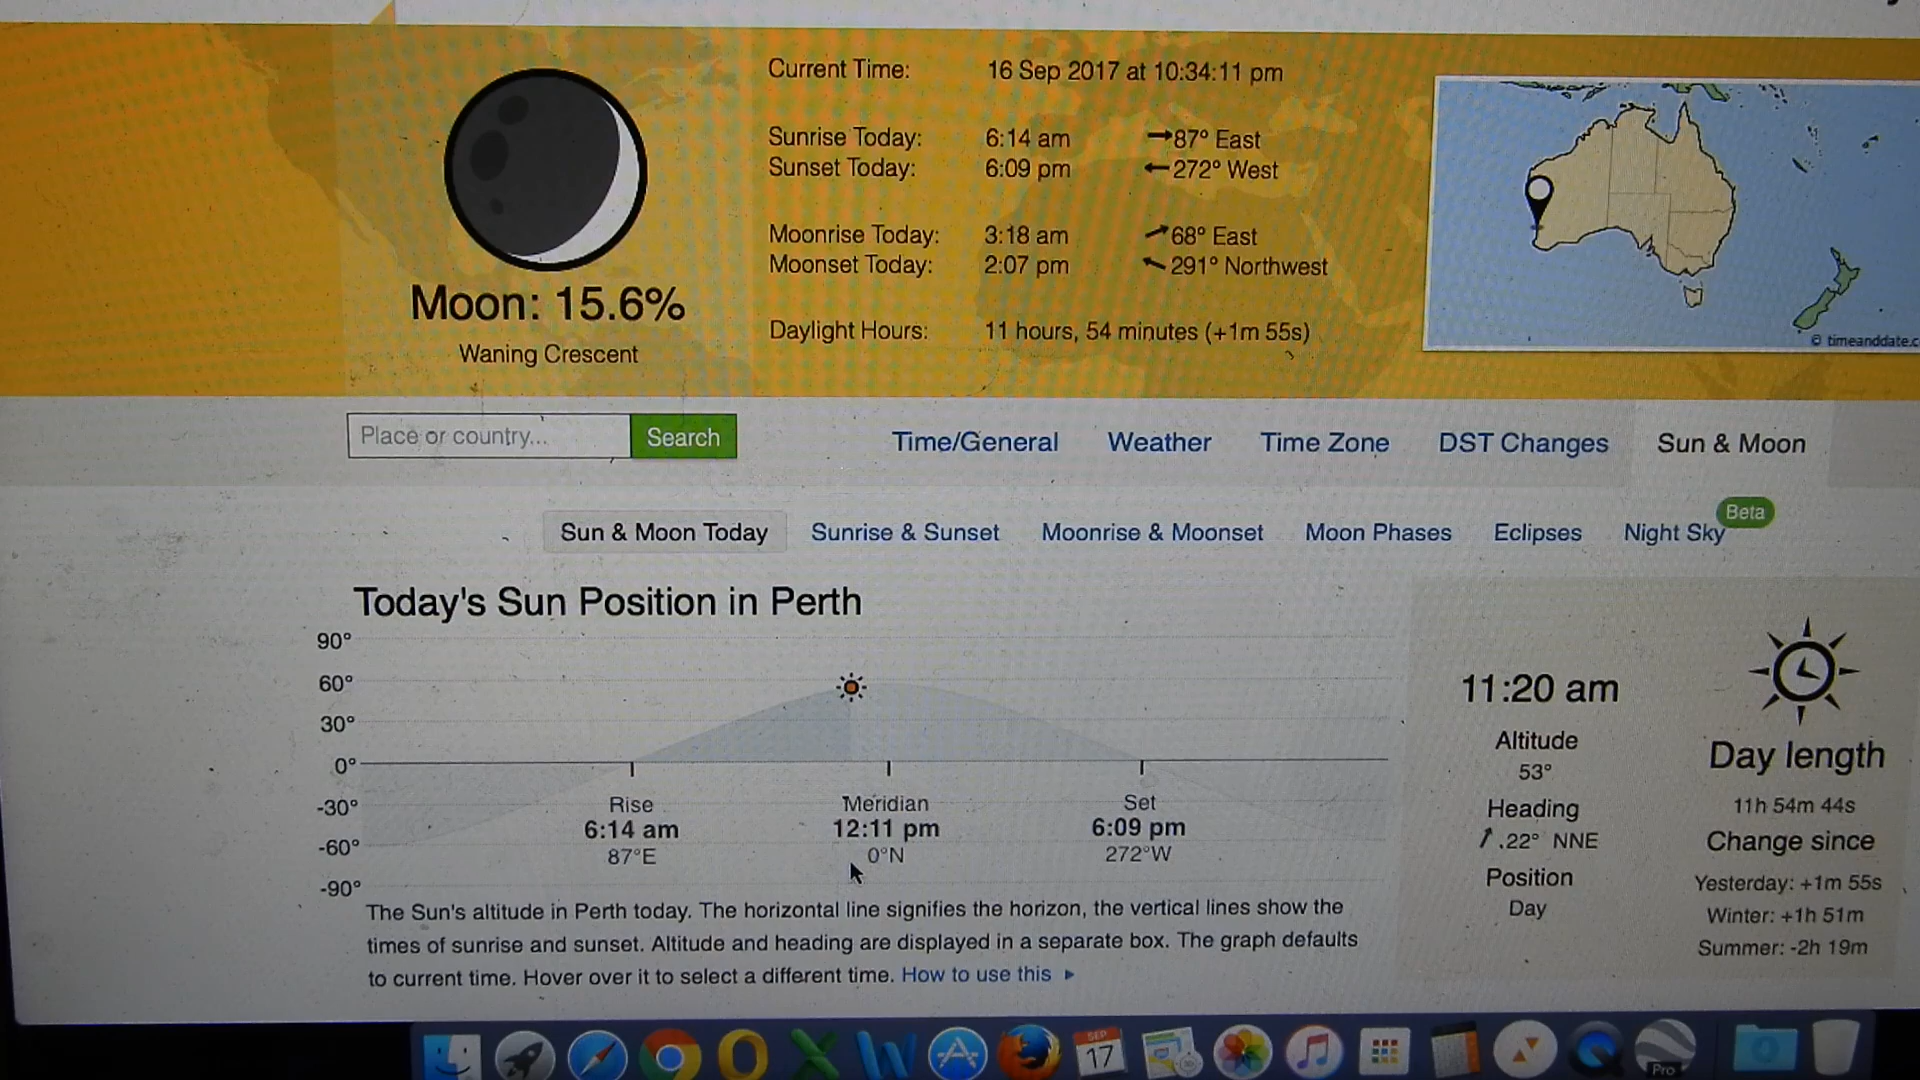 Current Time: 16 Sep 2017 at 10:34:11 pm
Sunrise Today: 6:14 am 87° East
Sunset Today: 6:09 pm 272° West
Moonrise Today: 3:18 am 68° East
Moonset Today: 2:07 pm 291° Northwest
Daylight Hours: 11 hours, 54 minutes (+1m 55s)
Moon: 15.6%
Waning Crescent
© timeanddate.c
Place or country... Search
Time/General Weather Time Zone DST Changes Sun & Moon
Sun & Moon Today Sunrise & Sunset Moonrise & Moonset Moon Phases Eclipses Night Sky Beta
Today's Sun Position in Perth
90°
60°
30°
0°
-30°
-60°
-90°
Rise
6:14 am
87°E
Meridian
12:11 pm
0°N
Set
6:09 pm
272°W
The Sun's altitude in Perth today. The horizontal line signifies the horizon, the vertical lines show the
times of sunrise and sunset. Altitude and heading are displayed in a separate box. The graph defaults
to current time. Hover over it to select a different time. How to use this
11:20 am
Altitude
53°
Heading
22° NNE
Position
Day
Day length
11h 54m 44s
Change since
Yesterday: +1m 55s
Winter: +1h 51m
Summer: -2h 19m
SEP
17
Pro